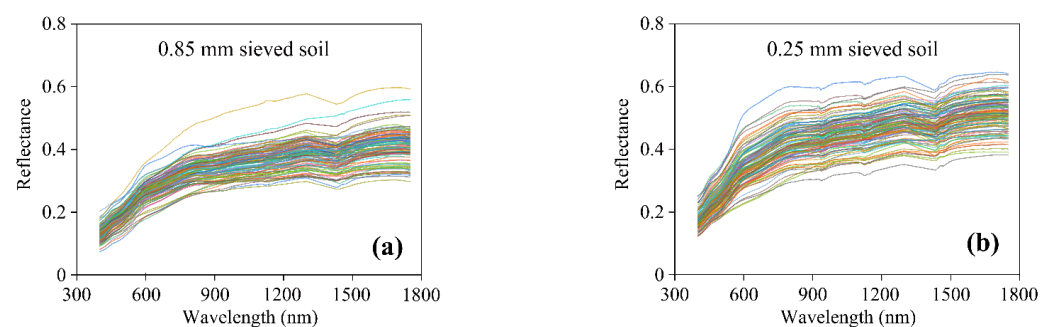 0.85 mm sieved soil
Reflectance
0.8
0.6
0.4
0.2
0
(a)
300 600 900 1200 1500 1800
Wavelength (nm)
0.25 mm sieved soil
Reflectance
0.8
0.6
0.4
0.2
0
(b)
300 600 900 1200 1500 1800
Wavelength (nm)